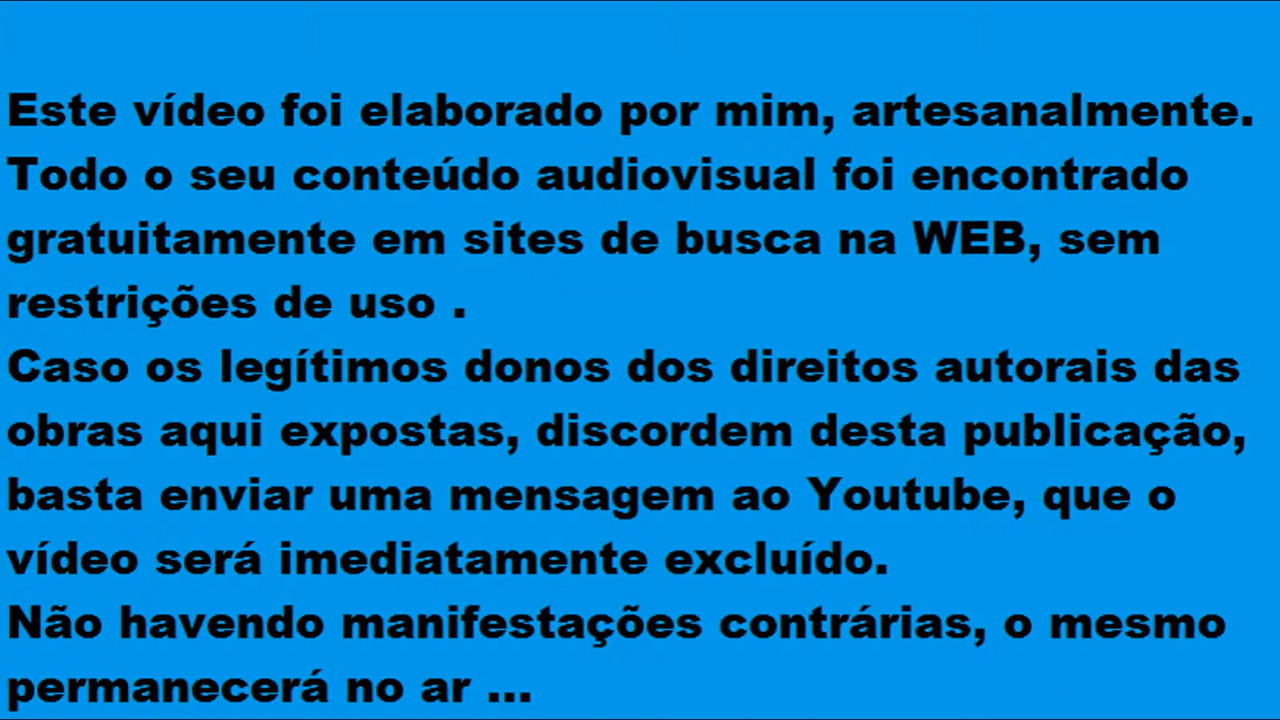 Este vídeo foi elaborado por mim, artesanalmente.
Todo o seu conteúdo audiovisual foi encontrado
gratuitamente em sites de busca na WEB, sem
restrições de uso .
Caso os legítimos donos dos direitos autorais das
obras aqui expostas, discordem desta publicação,
basta enviar uma mensagem ao Youtube, que o
vídeo será imediatamente excluído.
Não havendo manifestações contrárias, o mesmo
permanecerá no ar ...